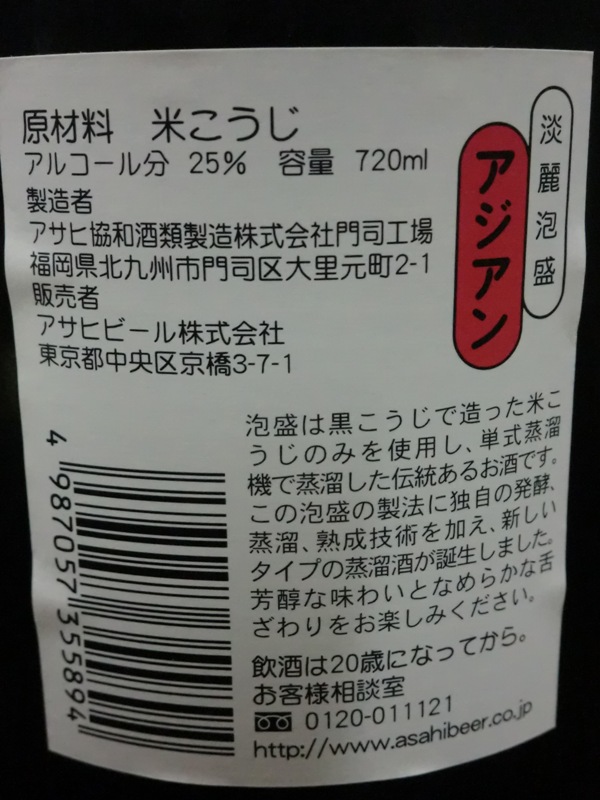 淡麗泡盛
アジアン
原材料 米こうじ
アルコール分 25% 容量 720ml
製造者
アサヒ協和酒類製造株式会社門司工場
福岡県北九州市門司区大里元町2-1
販売者
アサヒビール株式会社
東京都中央区京橋3-7-1
泡盛は黒こうじで造った米こ
うじのみを使用し、単式蒸溜
機で蒸溜した伝統あるお酒です。
この泡盛の製法に独自の発酵、
蒸溜、熟成技術を加え、新しい
タイプの蒸溜酒が誕生しました。
芳醇な味わいとなめらかな舌
ざわりをお楽しみください。
飲酒は20歳になってから。
お客様相談室
0120-011121
http://www.asahibeer.co.jp
4 987057 355894